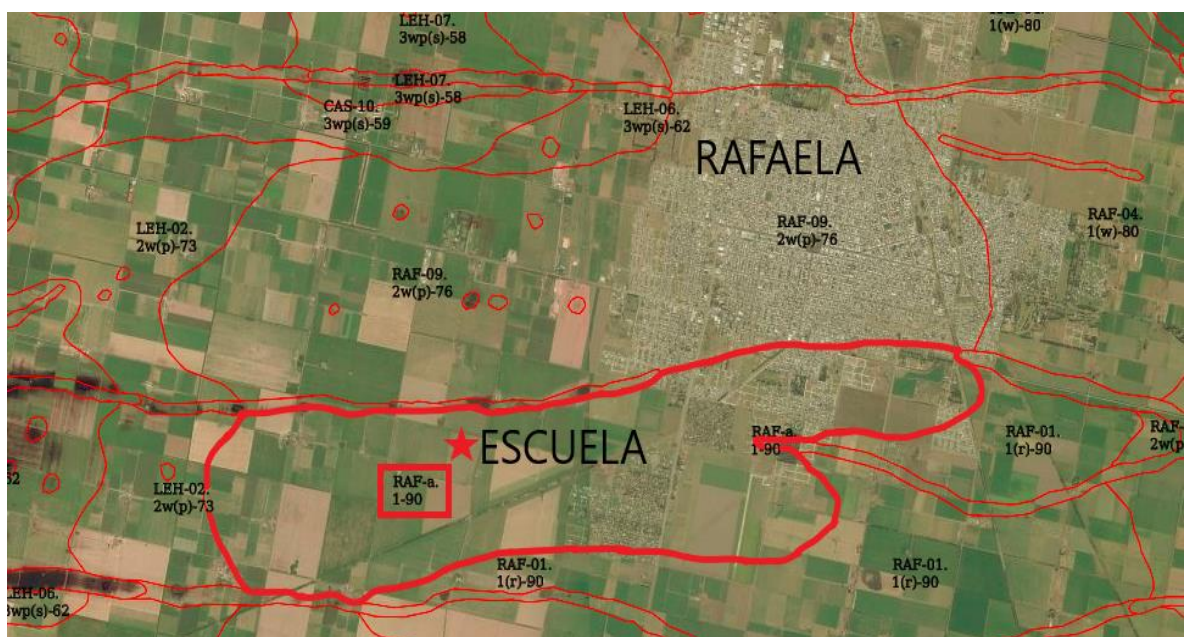 LEH-07.
3wp(s)-58
1(w)-80
LEH-07.
3wp(s)-58
CAS-10.
3wp(s)-59
LEH-06.
3wp(s)-62
RAFAELA
LEH-02.
2w(p)-73
RAF-09.
2w(p)-76
RAF-04.
1(w)-80
RAF-09.
2w(p)-76
ESCUELA
RAF-a.
1-90
RAF-01.
1(r)-90
RAF-
2w(p
62
LEH-02.
2w(p)-73
RAF-a.
1-90
RAF-01.
1(r)-90
RAF-01.
1(r)-90
LEH-06.
3wp(s)-62